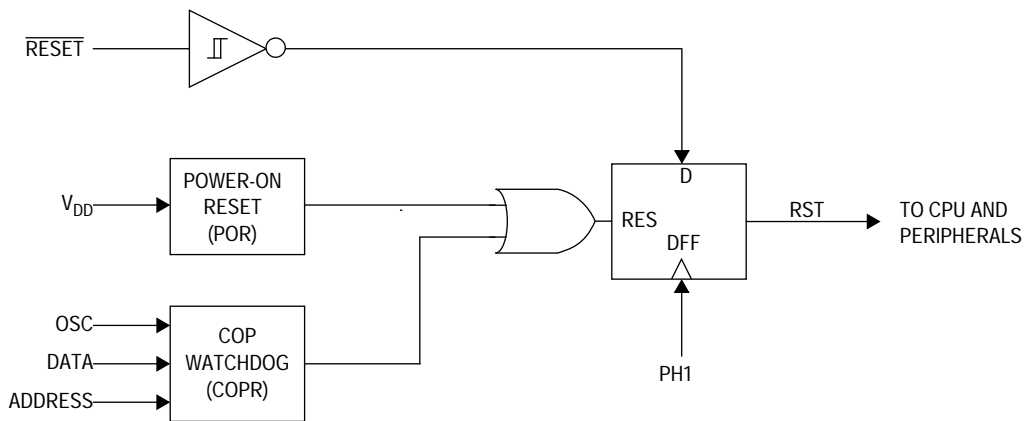 RESET
POWER-ON
RESET
(POR)
VDD
D
RES
DFF
RST
TO CPU AND
PERIPHERALS
OSC
DATA
ADDRESS
COP
WATCHDOG
(COPR)
PH1